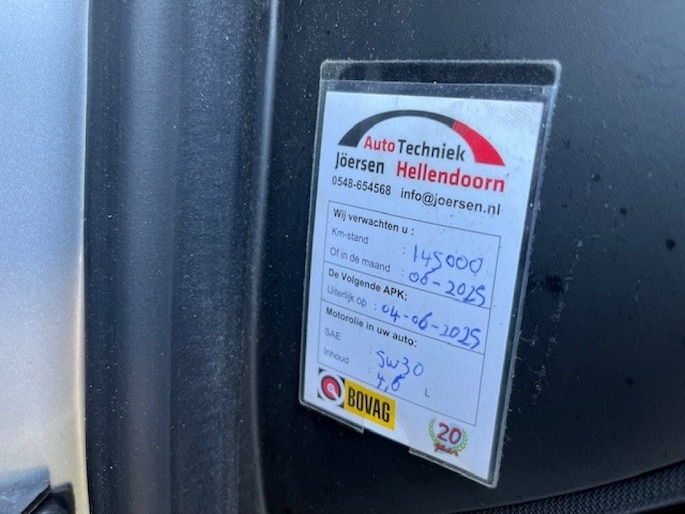 Auto Techniek
Jöersen Hellendoorn
0548-654568 info@joersen.nl
Wij verwachten u :
Km-stand : 145000
Of in de maand : 06-2025
De Volgende APK;
Uiterlijk op : 04-06-2025
Motorolie in uw auto:
SAE : 5W30
Inhoud : 4,6 L
BOVAG
20
jaar